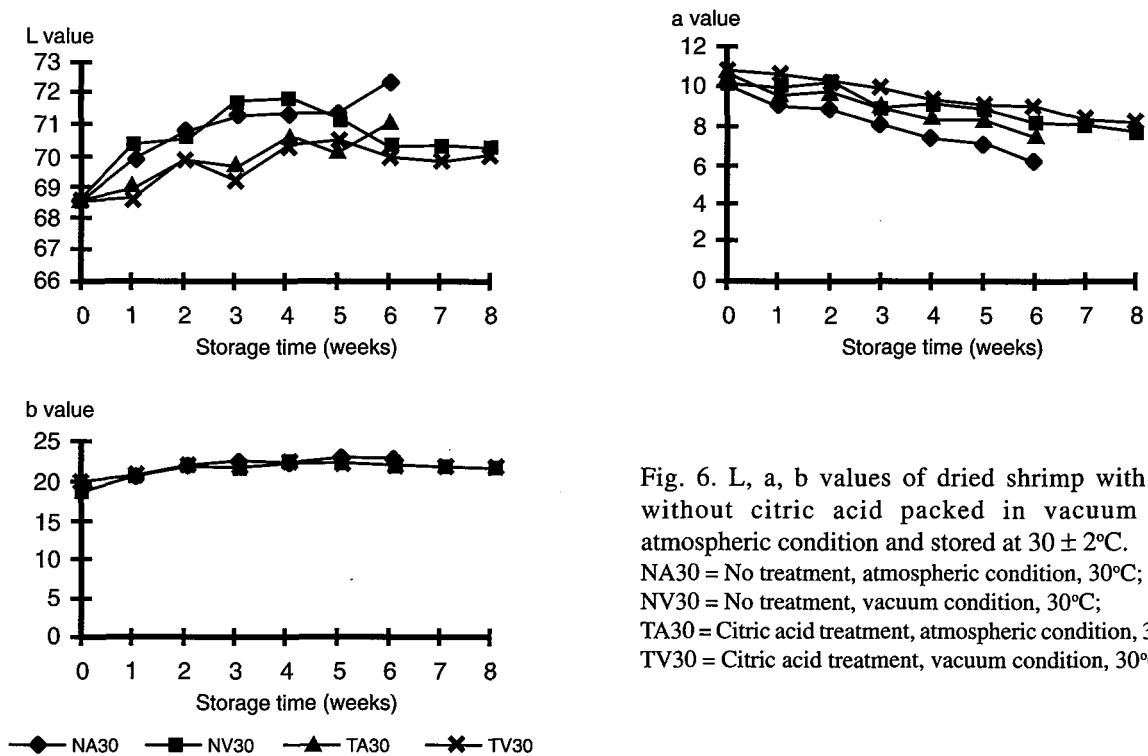 L value
73
72
71
70
69
68
67
66
0 1 2 3 4 5 6 7 8
Storage time (weeks)
a value
12
10
8
6
4
2
0
0 1 2 3 4 5 6 7 8
Storage time (weeks)
b value
25
20
15
10
5
0
0 1 2 3 4 5 6 7 8
Storage time (weeks)
NA30 NV30 TA30 TV30
Fig. 6. L, a, b values of dried shrimp with
without citric acid packed in vacuum
atmospheric condition and stored at 30 ± 2°C.
NA30 = No treatment, atmospheric condition, 30°C;
NV30 = No treatment, vacuum condition, 30°C;
TA30 = Citric acid treatment, atmospheric condition, 3
TV30 = Citric acid treatment, vacuum condition, 30°